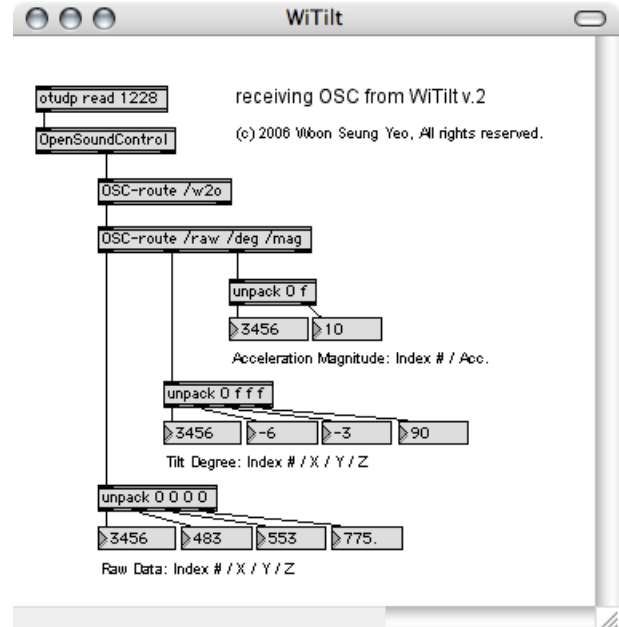 WiTilt
otudp read 1228
receiving OSC from WiTilt v.2
OpenSoundControl
(c) 2006 Woon Seung Yeo, All rights reserved.
OSC-route /w2o
OSC-route /raw /deg /mag
unpack 0 f
3456 10
Acceleration Magnitude: Index # / Acc.
unpack 0 f f f
3456 -6 -3 90
Tilt Degree: Index # / X / Y / Z
unpack 0 0 0 0
3456 483 553 775.
Raw Data: Index # / X / Y / Z